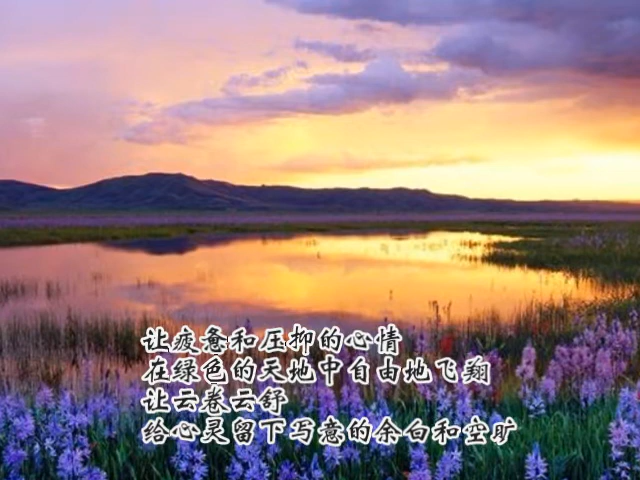 让疲惫和压抑的心情
在绿色的天地中自由地飞翔
让云卷云舒
给心灵留下写意的余白和空旷